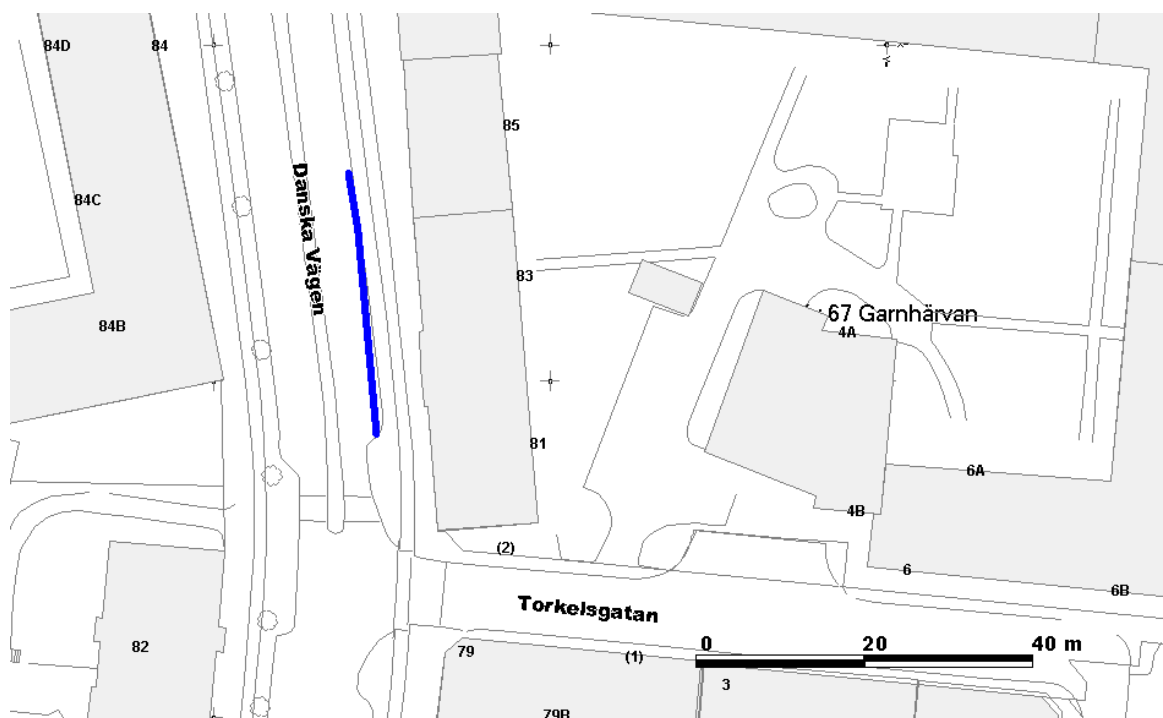 84D
84
85
84C
Danska Vägen
83
84B
67 Garnhärvan
4A
81
6A
4B
(2)
6
6B
Torkelsgatan
0 20 40 m
82
79
(1)
3
79B